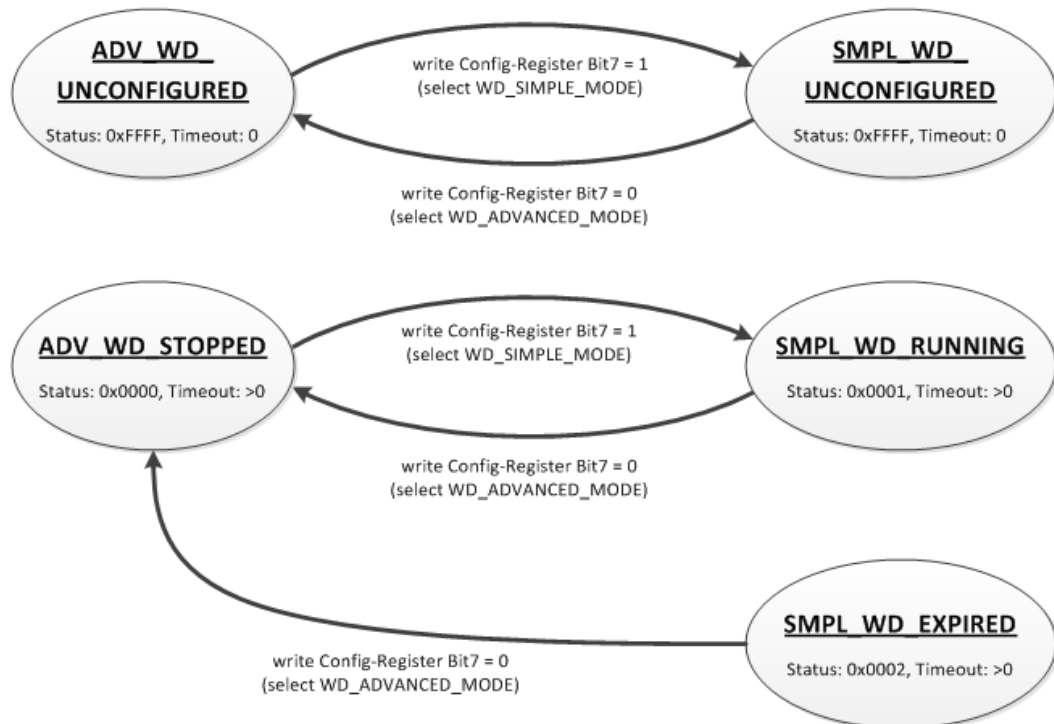 ADV_WD_
UNCONFIGURED
Status: 0xFFFF, Timeout: 0
write Config-Register Bit7 = 1
(select WD_SIMPLE_MODE)
SMPL_WD_
UNCONFIGURED
Status: 0xFFFF, Timeout: 0
write Config-Register Bit7 = 0
(select WD_ADVANCED_MODE)
ADV_WD_STOPPED
Status: 0x0000, Timeout: >0
write Config-Register Bit7 = 1
(select WD_SIMPLE_MODE)
SMPL_WD_RUNNING
Status: 0x0001, Timeout: >0
write Config-Register Bit7 = 0
(select WD_ADVANCED_MODE)
SMPL_WD_EXPIRED
Status: 0x0002, Timeout: >0
write Config-Register Bit7 = 0
(select WD_ADVANCED_MODE)